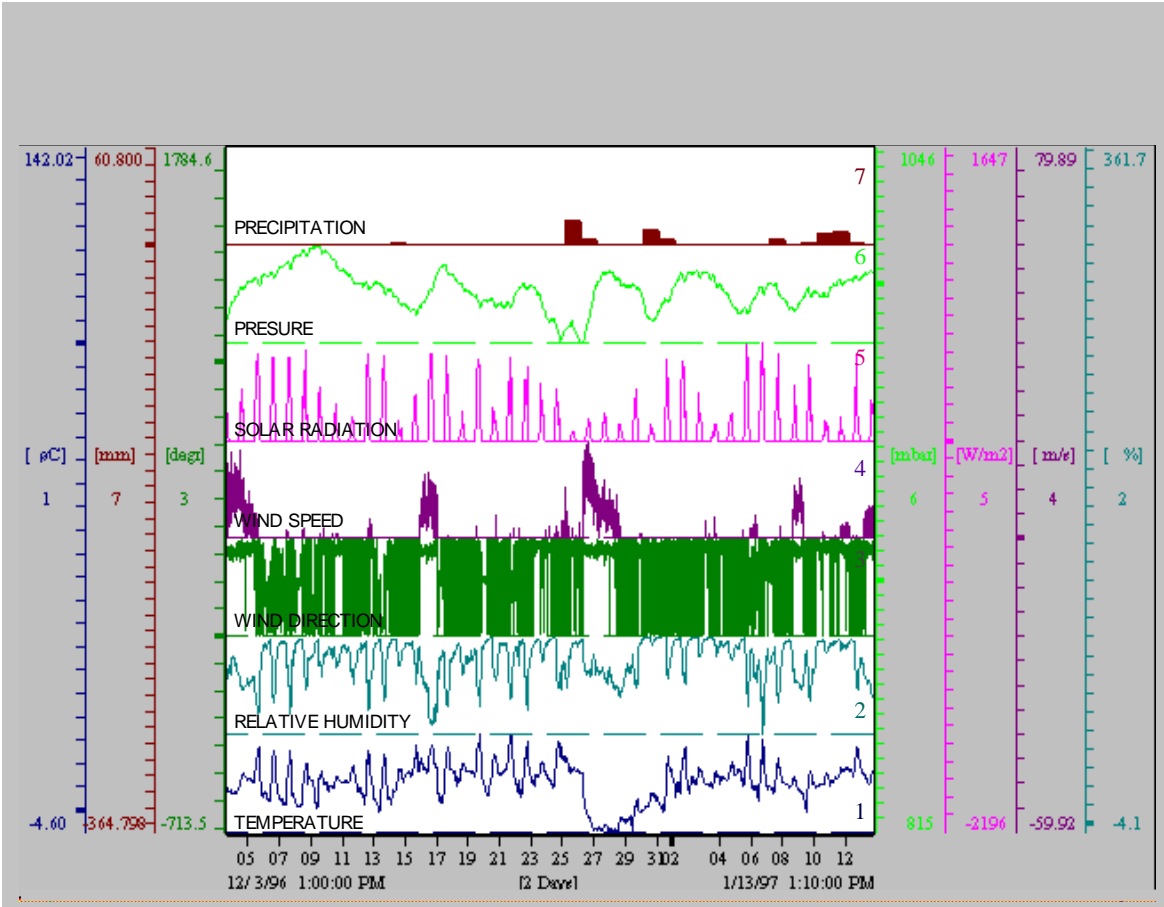 142.02 60.800 1784.6 1046 1647 79.89 361.7
7
PRECIPITATION
6
PRESURE
5
SOLAR RADIATION
[ øC] [mm] [degr] [mbar] [W/m2] [ m/s] [ %]
4
1 7 3 6 5 4 2
WIND SPEED
3
WIND DIRECTION
2
RELATIVE HUMIDITY
1
TEMPERATURE
-4.60 -364.798 -713.5 815 -2196 -59.92 -4.1
05 07 09 11 13 15 17 19 21 23 25 27 29 31 02 04 06 08 10 12
12/ 3/96 1:00:00 PM [2 Days] 1/13/97 1:10:00 PM